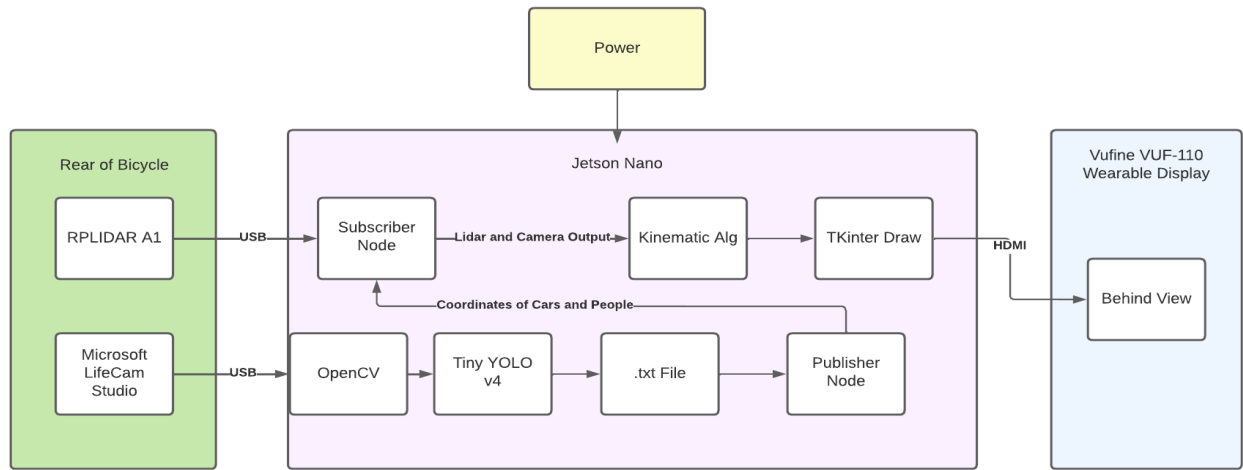 Power
Rear of Bicycle
Jetson Nano
Vufine VUF-110
Wearable Display
RPLIDAR A1
USB
Subscriber
Node
Lidar and Camera Output
Kinematic Alg
TKinter Draw
HDMI
Behind View
Coordinates of Cars and People
Microsoft
LifeCam
Studio
USB
OpenCV
Tiny YOLO
v4
.txt File
Publisher
Node